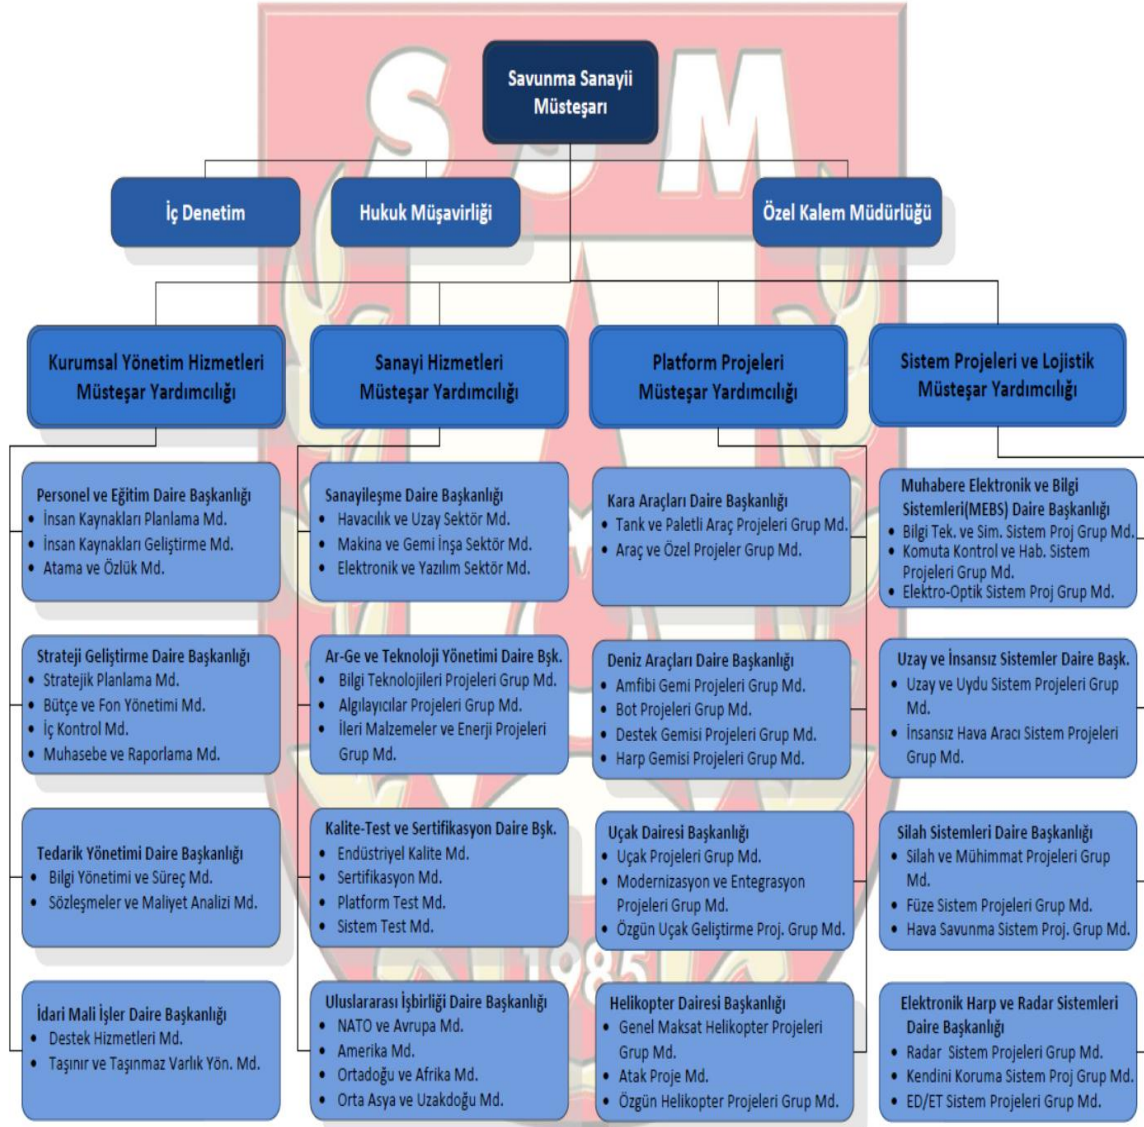 SSM
Savunma Sanayii
Müsteşarı
İç Denetim
Hukuk Müşavirliği
Özel Kalem Müdürlüğü
Kurumsal Yönetim Hizmetleri
Müsteşar Yardımcılığı
Sanayi Hizmetleri
Müsteşar Yardımcılığı
Platform Projeleri
Müsteşar Yardımcılığı
Sistem Projeleri ve Lojistik
Müsteşar Yardımcılığı
Personel ve Eğitim Daire Başkanlığı
• İnsan Kaynakları Planlama Md.
• İnsan Kaynakları Geliştirme Md.
• Atama ve Özlük Md.
Strateji Geliştirme Daire Başkanlığı
• Stratejik Planlama Md.
• Bütçe ve Fon Yönetimi Md.
• İç Kontrol Md.
• Muhasebe ve Raporlama Md.
Tedarik Yönetimi Daire Başkanlığı
• Bilgi Yönetimi ve Süreç Md.
• Sözleşmeler ve Maliyet Analizi Md.
İdari Mali İşler Daire Başkanlığı
• Destek Hizmetleri Md.
• Taşınır ve Taşınmaz Varlık Yön. Md.
Sanayileşme Daire Başkanlığı
• Havacılık ve Uzay Sektör Md.
• Makina ve Gemi İnşa Sektör Md.
• Elektronik ve Yazılım Sektör Md.
Ar-Ge ve Teknoloji Yönetimi Daire Bşk.
• Bilgi Teknolojileri Projeleri Grup Md.
• Algılayıcılar Projeleri Grup Md.
• İleri Malzemeler ve Enerji Projeleri
Grup Md.
Kalite-Test ve Sertifikasyon Daire Bşk.
• Endüstriyel Kalite Md.
• Sertifikasyon Md.
• Platform Test Md.
• Sistem Test Md.
Uluslararası İşbirliği Daire Başkanlığı
• NATO ve Avrupa Md.
• Amerika Md.
• Ortadoğu ve Afrika Md.
• Orta Asya ve Uzakdoğu Md.
Kara Araçları Daire Başkanlığı
• Tank ve Paletli Araç Projeleri Grup Md.
• Araç ve Özel Projeler Grup Md.
Deniz Araçları Daire Başkanlığı
• Amfibi Gemi Projeleri Grup Md.
• Bot Projeleri Grup Md.
• Destek Gemisi Projeleri Grup Md.
• Harp Gemisi Projeleri Grup Md.
Uçak Dairesi Başkanlığı
• Uçak Projeleri Grup Md.
• Modernizasyon ve Entegrasyon
Projeleri Grup Md.
• Özgün Uçak Geliştirme Proj. Grup Md.
1985
Helikopter Dairesi Başkanlığı
• Genel Maksat Helikopter Projeleri
Grup Md.
• Atak Proje Md.
• Özgün Helikopter Projeleri Grup Md.
Muhabere Elektronik ve Bilgi
Sistemleri(MEBS) Daire Başkanlığı
• Bilgi Tek. ve Sim. Sistem Proj Grup Md.
• Komuta Kontrol ve Hab. Sistem
Projeleri Grup Md.
• Elektro-Optik Sistem Proj Grup Md.
Uzay ve İnsansız Sistemler Daire Başk.
• Uzay ve Uydu Sistem Projeleri Grup
Md.
• İnsansız Hava Aracı Sistem Projeleri
Grup Md.
Silah Sistemleri Daire Başkanlığı
• Silah ve Mühimmat Projeleri Grup
Md.
• Füze Sistem Projeleri Grup Md.
• Hava Savunma Sistem Proj. Grup Md.
Elektronik Harp ve Radar Sistemleri
Daire Başkanlığı
• Radar Sistem Projeleri Grup Md.
• Kendini Koruma Sistem Proj Grup Md.
• ED/ET Sistem Projeleri Grup Md.